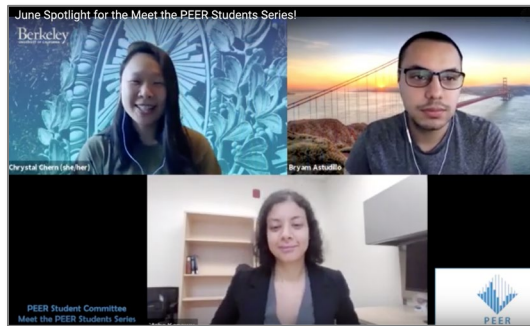 June Spotlight for the Meet the PEER Students Series!
Berkeley
Chrystal Chern (she/her)
Bryam Astudillo
PEER Student Committee
Meet the PEER Students Series
PEER